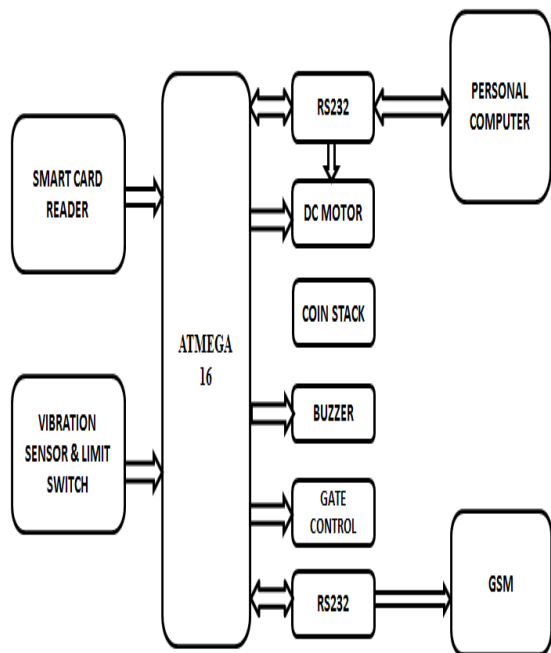 SMART CARD
READER
VIBRATION
SENSOR & LIMIT
SWITCH
ATMEGA
16
RS232
DC MOTOR
COIN STACK
BUZZER
GATE
CONTROL
RS232
PERSONAL
COMPUTER
GSM